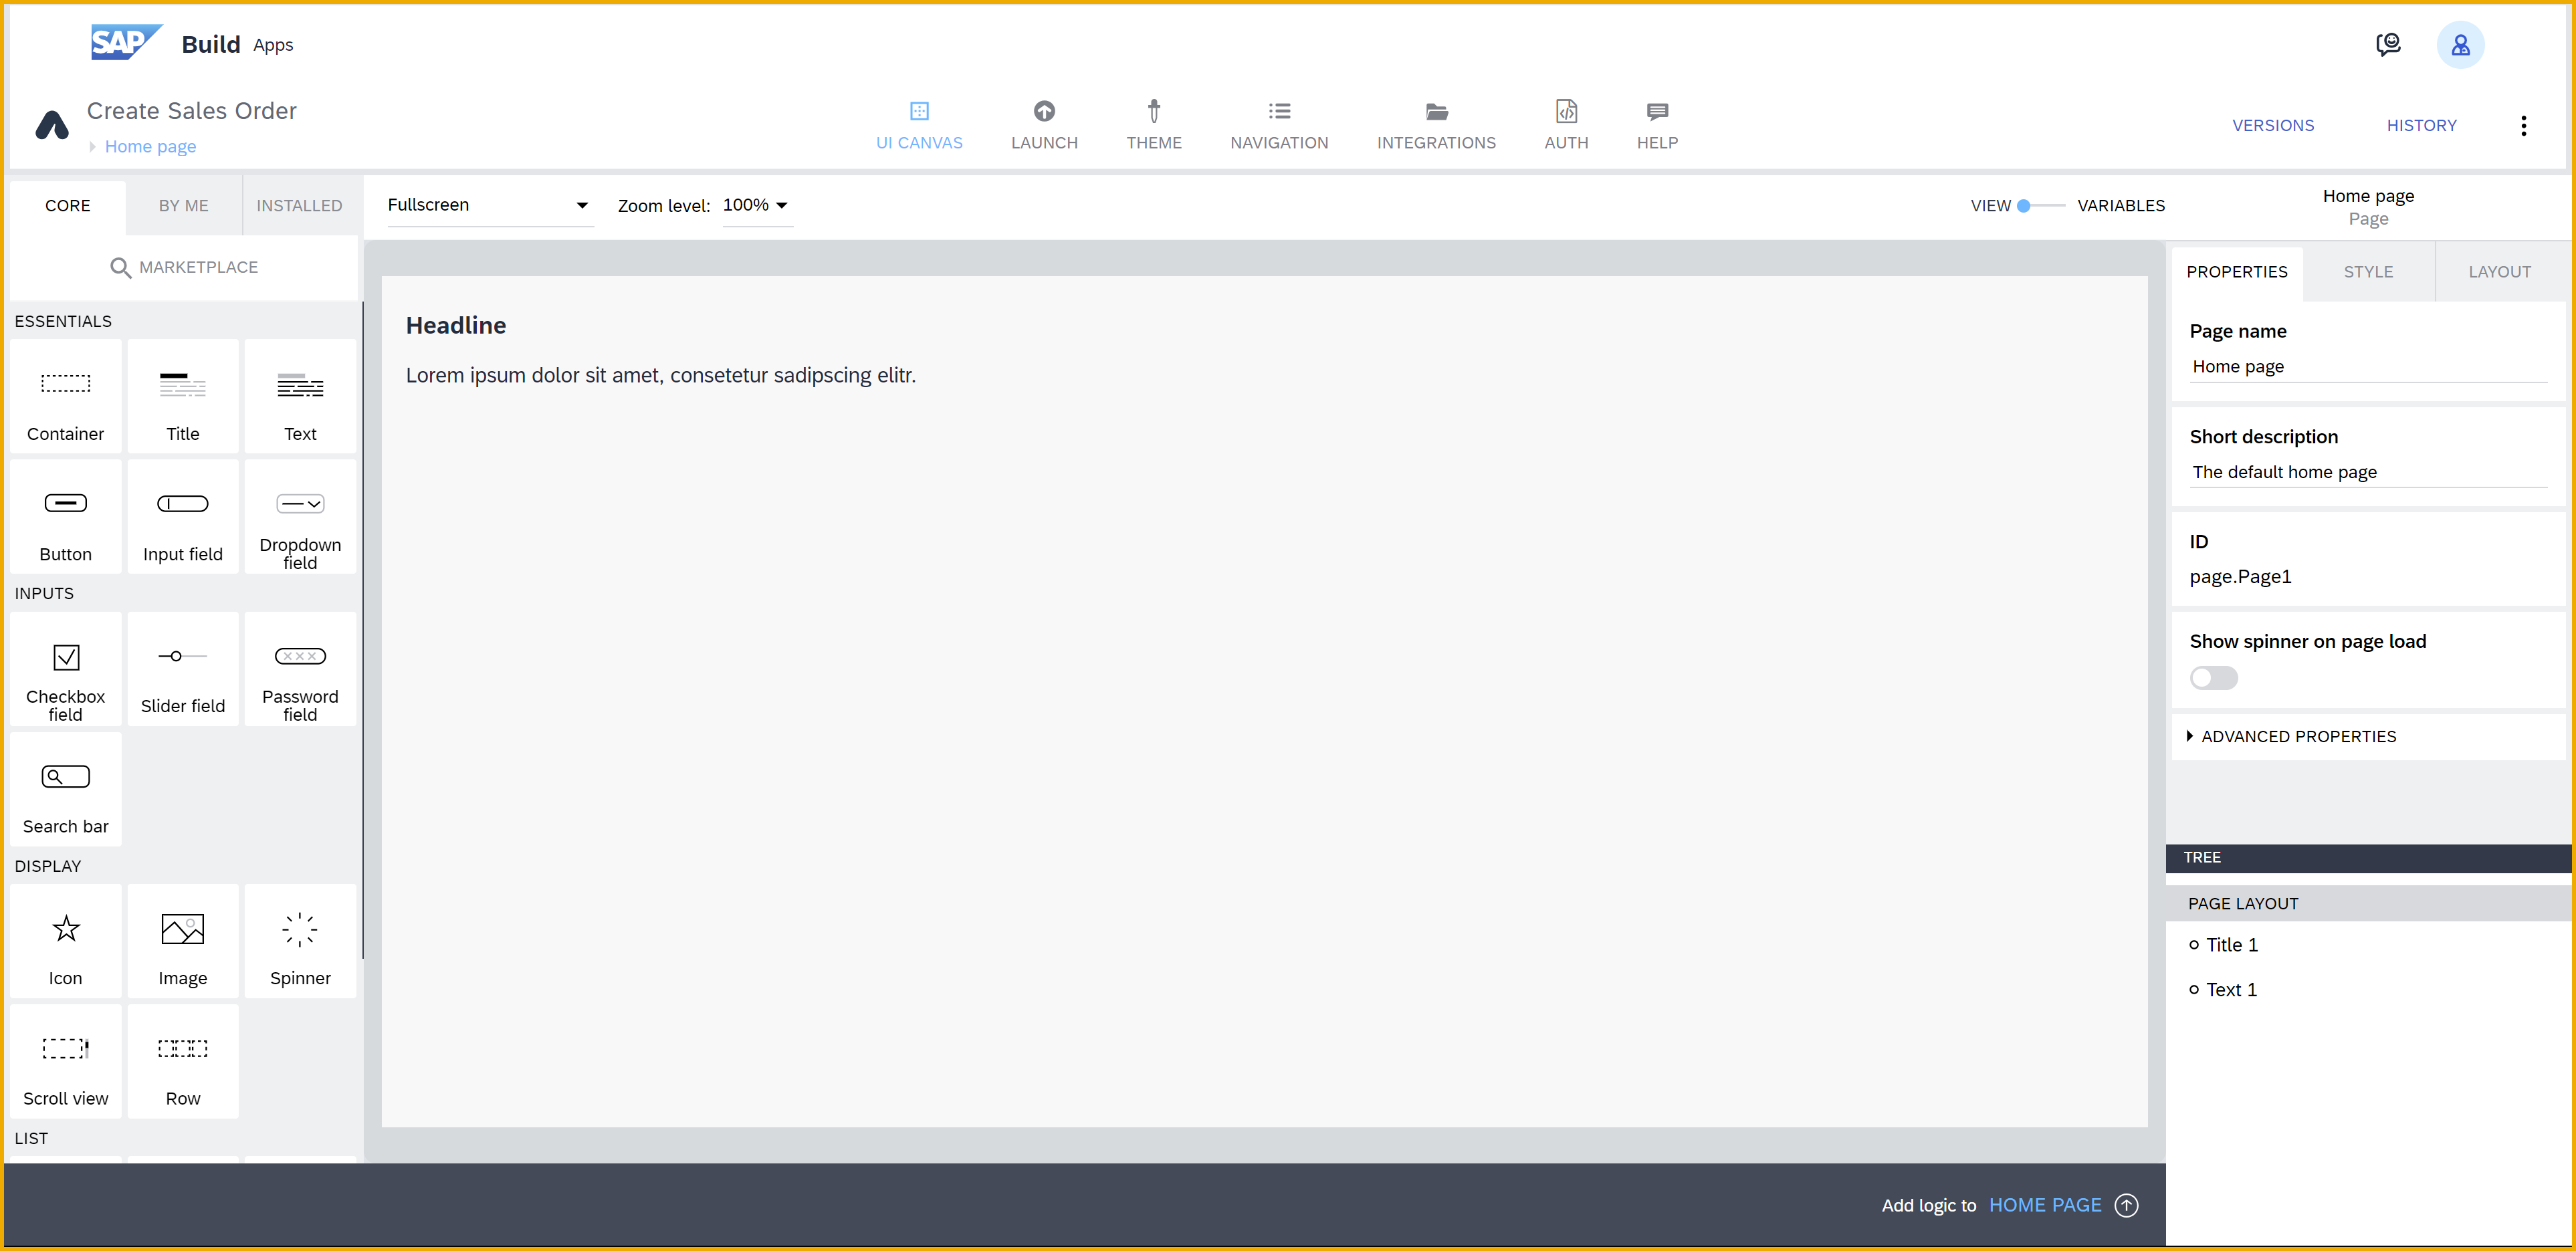 SAP Build Apps
Create Sales Order
Home page
UI CANVAS
LAUNCH
THEME
NAVIGATION
INTEGRATIONS
AUTH
HELP
VERSIONS
HISTORY
CORE
BY ME
INSTALLED
Fullscreen
Zoom level: 100%
VIEW
VARIABLES
Home page
Page
MARKETPLACE
ESSENTIALS
Container
Title
Text
Button
Input field
Dropdown
field
INPUTS
Checkbox
field
Slider field
Password
field
Search bar
DISPLAY
Icon
Image
Spinner
Scroll view
Row
LIST
Headline
Lorem ipsum dolor sit amet, consetetur sadipscing elitr.
Add logic to HOME PAGE
PROPERTIES
STYLE
LAYOUT
Page name
Home page
Short description
The default home page
ID
page.Page1
Show spinner on page load
ADVANCED PROPERTIES
TREE
PAGE LAYOUT
Title 1
Text 1